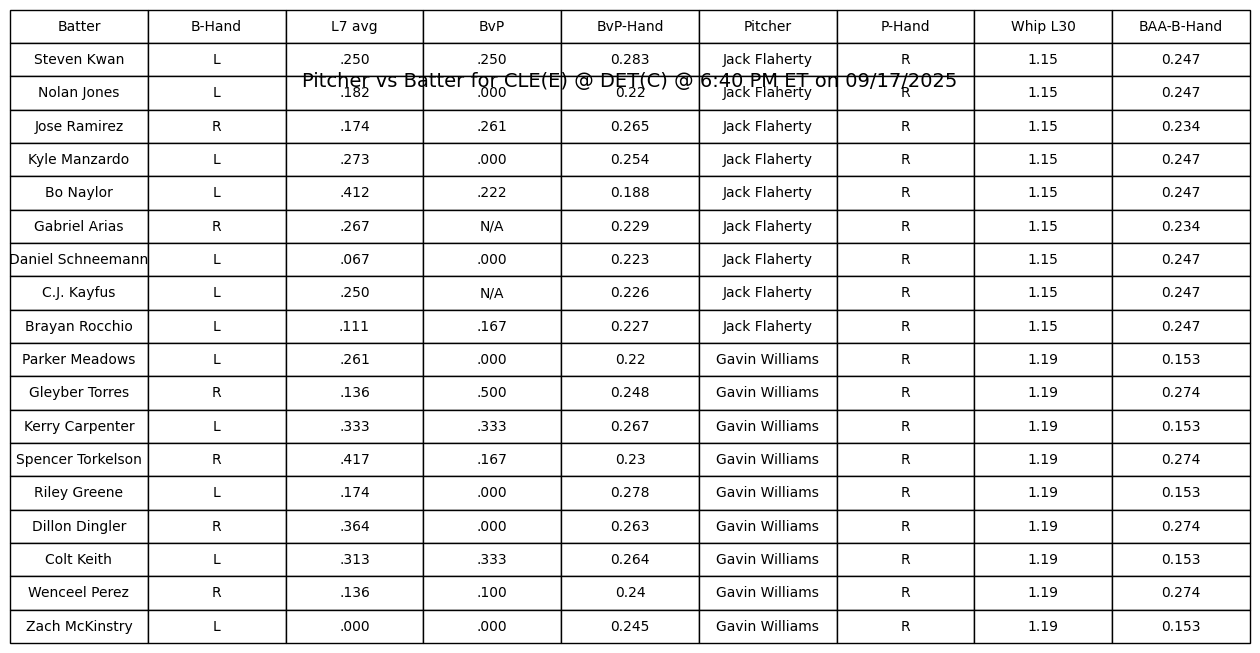 Batter B-Hand L7 avg BvP BvP-Hand Pitcher P-Hand Whip L30 BAA-B-Hand
Steven Kwan L .250 .250 0.283 Jack Flaherty R 1.15 0.247
Pitcher vs Batter for CLE(E) @ DET(C) @ 6:40 PM ET on 09/17/2025
Nolan Jones L .182 .000 0.22 Jack Flaherty R 1.15 0.247
Jose Ramirez R .174 .261 0.265 Jack Flaherty R 1.15 0.234
Kyle Manzardo L .273 .000 0.254 Jack Flaherty R 1.15 0.247
Bo Naylor L .412 .222 0.188 Jack Flaherty R 1.15 0.247
Gabriel Arias R .267 N/A 0.229 Jack Flaherty R 1.15 0.234
Daniel Schneemann L .067 .000 0.223 Jack Flaherty R 1.15 0.247
C.J. Kayfus L .250 N/A 0.226 Jack Flaherty R 1.15 0.247
Brayan Rocchio L .111 .167 0.227 Jack Flaherty R 1.15 0.247
Parker Meadows L .261 .000 0.22 Gavin Williams R 1.19 0.153
Gleyber Torres R .136 .500 0.248 Gavin Williams R 1.19 0.274
Kerry Carpenter L .333 .333 0.267 Gavin Williams R 1.19 0.153
Spencer Torkelson R .417 .167 0.23 Gavin Williams R 1.19 0.274
Riley Greene L .174 .000 0.278 Gavin Williams R 1.19 0.153
Dillon Dingler R .364 .000 0.263 Gavin Williams R 1.19 0.274
Colt Keith L .313 .333 0.264 Gavin Williams R 1.19 0.153
Wenceel Perez R .136 .100 0.24 Gavin Williams R 1.19 0.274
Zach McKinstry L .000 .000 0.245 Gavin Williams R 1.19 0.153